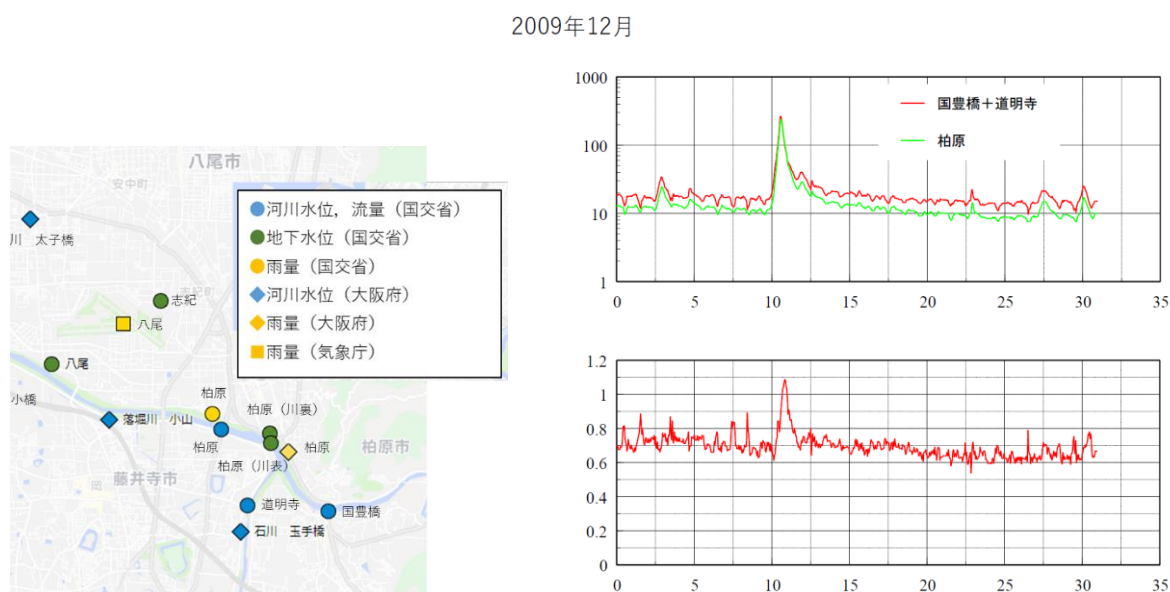 2009年12月
八尾市
安中町
川　太子橋
志紀町
志紀
八尾
八尾
小橋
落堀川　小山
柏原
柏原
柏原（川裏）
柏原
柏原（川表）
柏原市
藤井寺市
岡
道明寺
国豊橋
石川　玉手橋
河川水位，流量（国交省）
地下水位（国交省）
雨量（国交省）
河川水位（大阪府）
雨量（大阪府）
雨量（気象庁）
1000
100
10
1
0 5 10 15 20 25 30 35
国豊橋＋道明寺
柏原
1.2
1
0.8
0.6
0.4
0.2
0
0 5 10 15 20 25 30 35